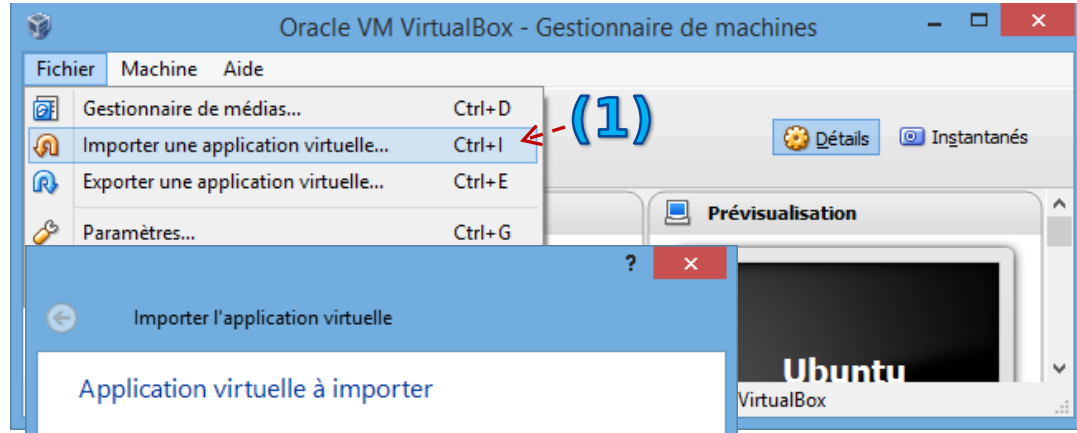 Oracle VM VirtualBox - Gestionnaire de machines
Fichier Machine Aide
Gestionnaire de médias... Ctrl+D
(1)
Importer une application virtuelle... Ctrl+I
Détails Instantanés
Exporter une application virtuelle... Ctrl+E
Prévisualisation
Paramètres... Ctrl+G
?
Importer l'application virtuelle
Ubuntu
Application virtuelle à importer
VirtualBox